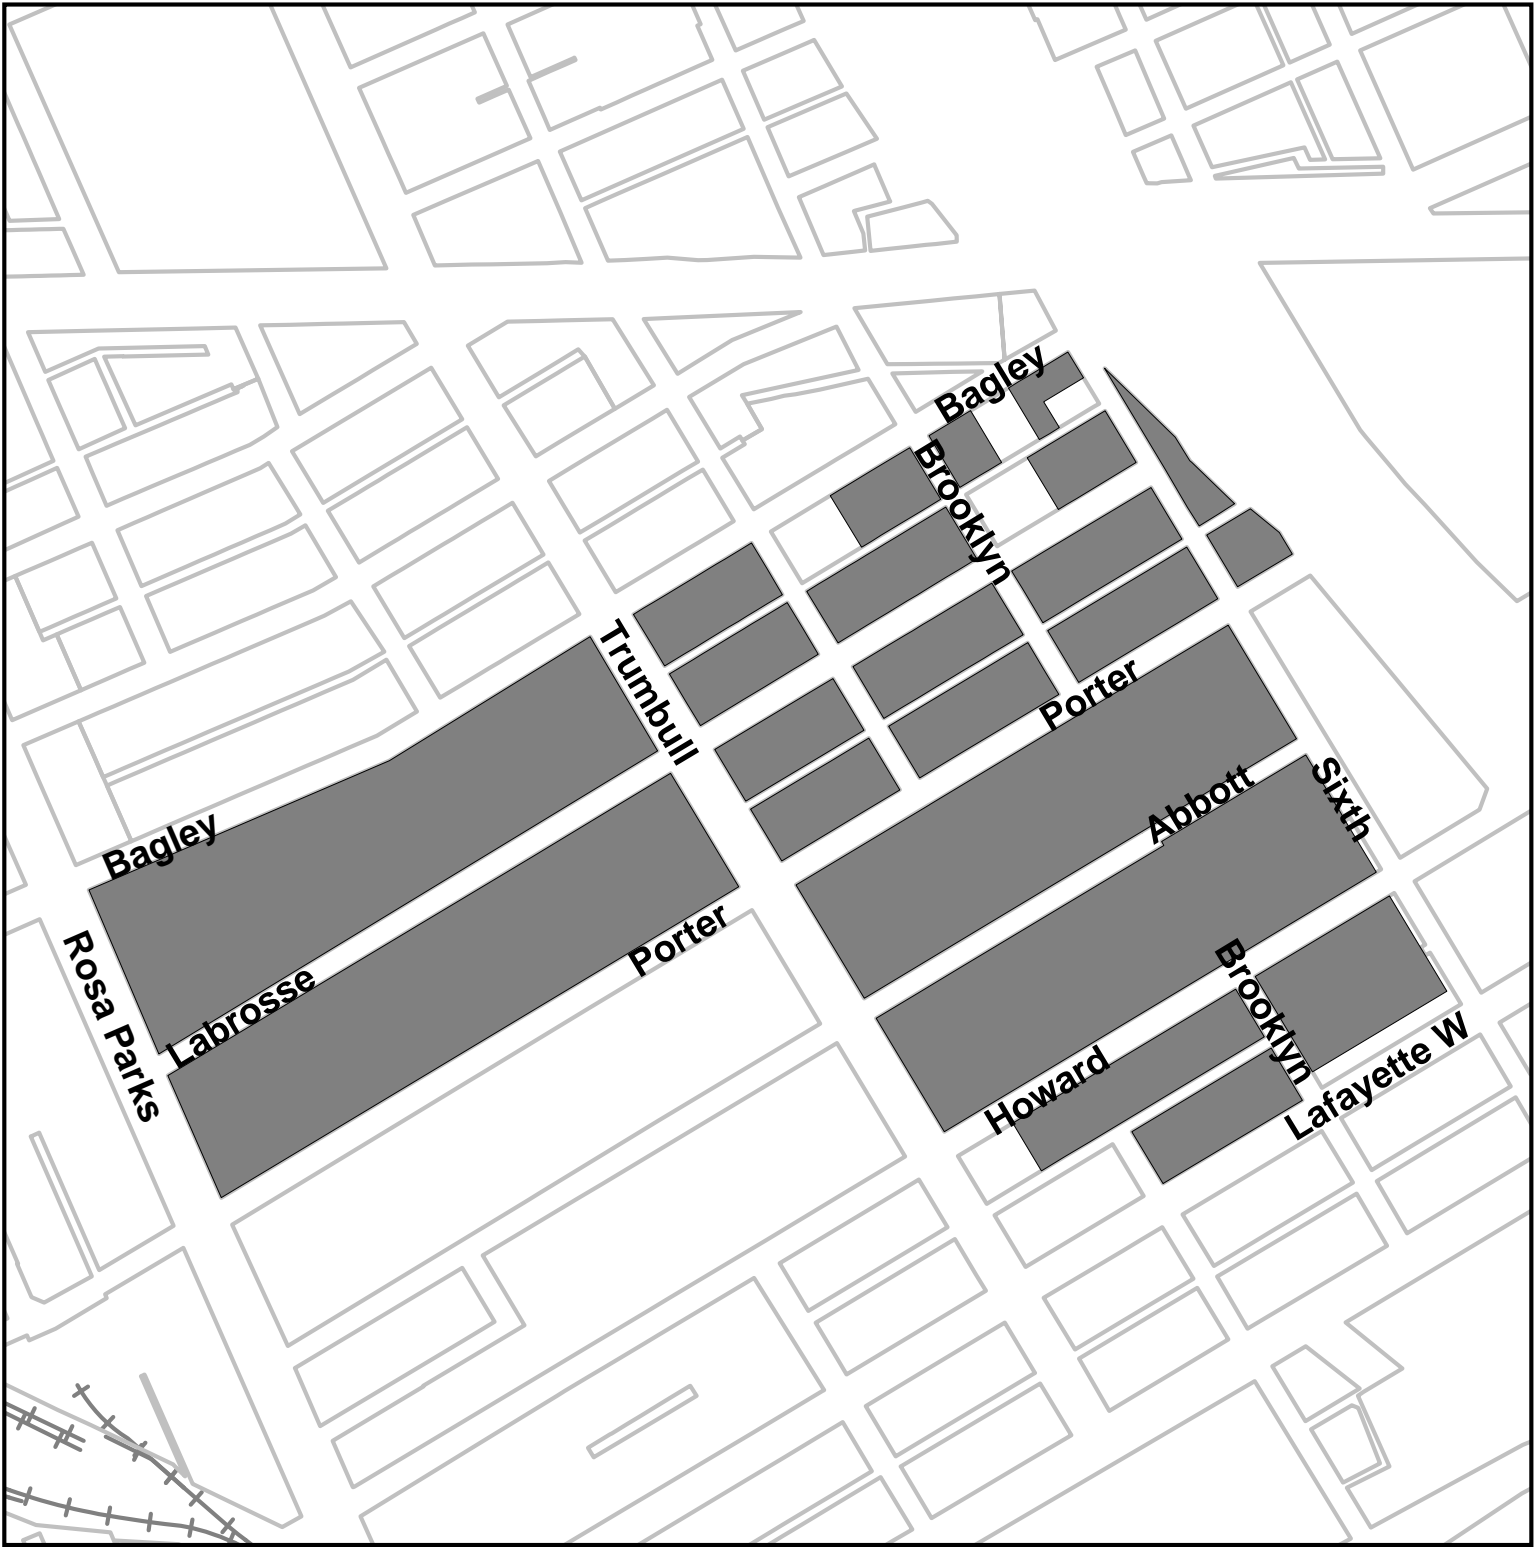 Bagley
Brooklyn
Trumbull
Porter
Abbott
Sixth
Bagley
Porter
Rosa Parks
Labrosse
Brooklyn
Howard
Lafayette W